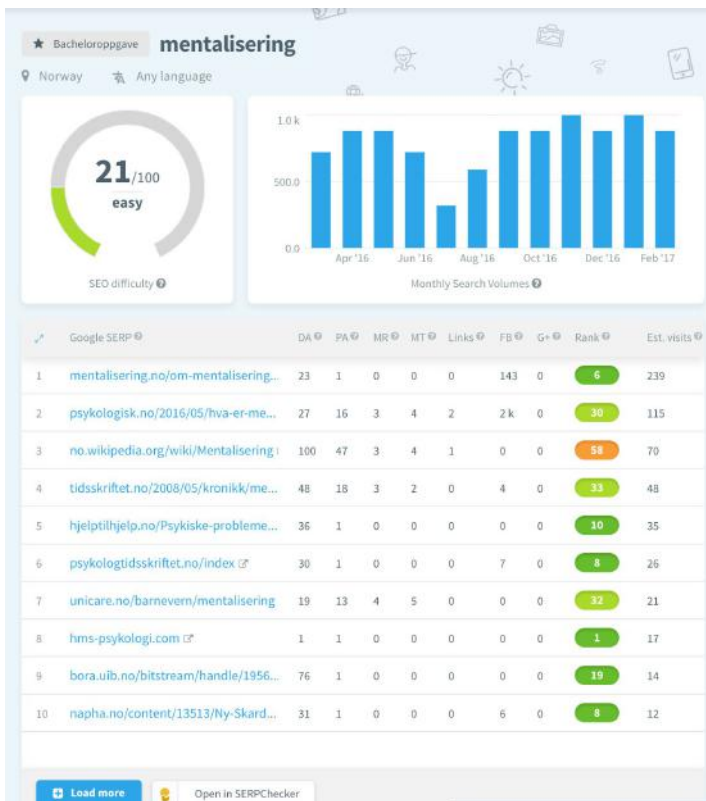 ★ Bacheloroppgave mentalisering
Norway Any language
21/100
easy
SEO difficulty
1.0 k
500.0
0.0
Apr '16 Jun '16 Aug '16 Oct '16 Dec '16 Feb '17
Monthly Search Volumes
Google SERP DA PA MR MT Links FB G+ Rank Est. visits
1 mentalisering.no/om-mentalisering... 23 1 0 0 0 143 0 6 239
2 psykologisk.no/2016/05/hva-er-me... 27 16 3 4 2 2 k 0 30 115
3 no.wikipedia.org/wiki/Mentalisering 100 47 3 4 1 0 0 58 70
4 tidsskriftet.no/2008/05/kronikk/me... 48 18 3 2 0 4 0 33 48
5 hjelptilhjelp.no/Psykiske-probleme... 36 1 0 0 0 0 0 10 35
6 psykologtidsskriftet.no/index 30 1 0 0 0 7 0 8 26
7 unicare.no/barnevern/mentalisering 19 13 4 5 0 0 0 32 21
8 hms-psykologi.com 1 1 0 0 0 0 0 1 17
9 bora.uib.no/bitstream/handle/1956... 76 1 0 0 0 0 0 19 14
10 napha.no/content/13513/Ny-Skard... 31 1 0 0 0 6 0 8 12
Load more Open in SERPChecker